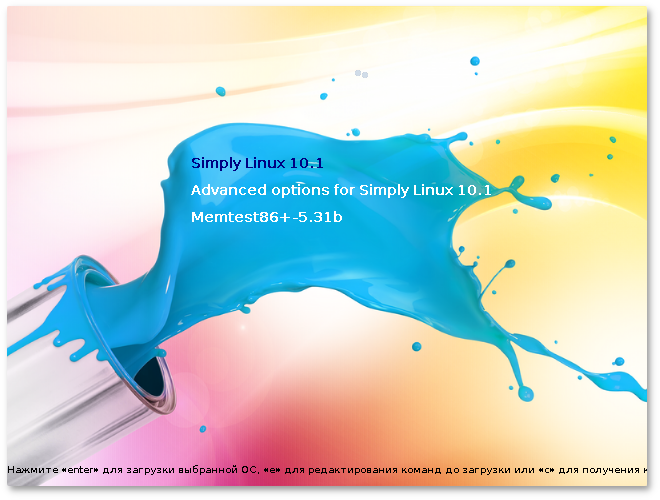 Simply Linux 10.1
Advanced options for Simply Linux 10.1
Memtest86+-5.31b
Нажмите «enter» для загрузки выбранной ОС, «e» для редактирования команд до загрузки или «c» для получения к